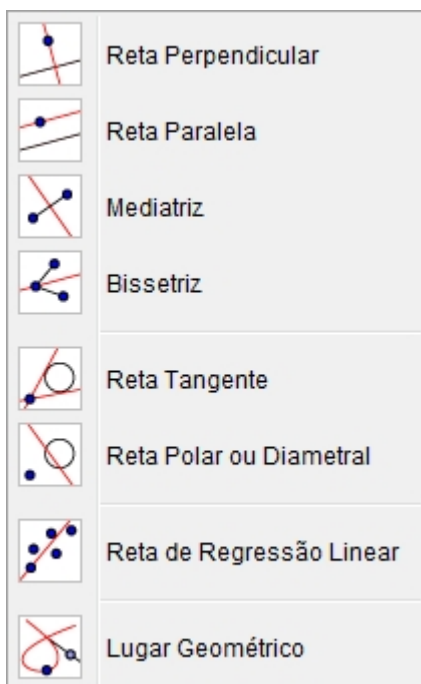 Reta Perpendicular
Reta Paralela
Mediatriz
Bissetriz
Reta Tangente
Reta Polar ou Diametral
Reta de Regressão Linear
Lugar Geométrico